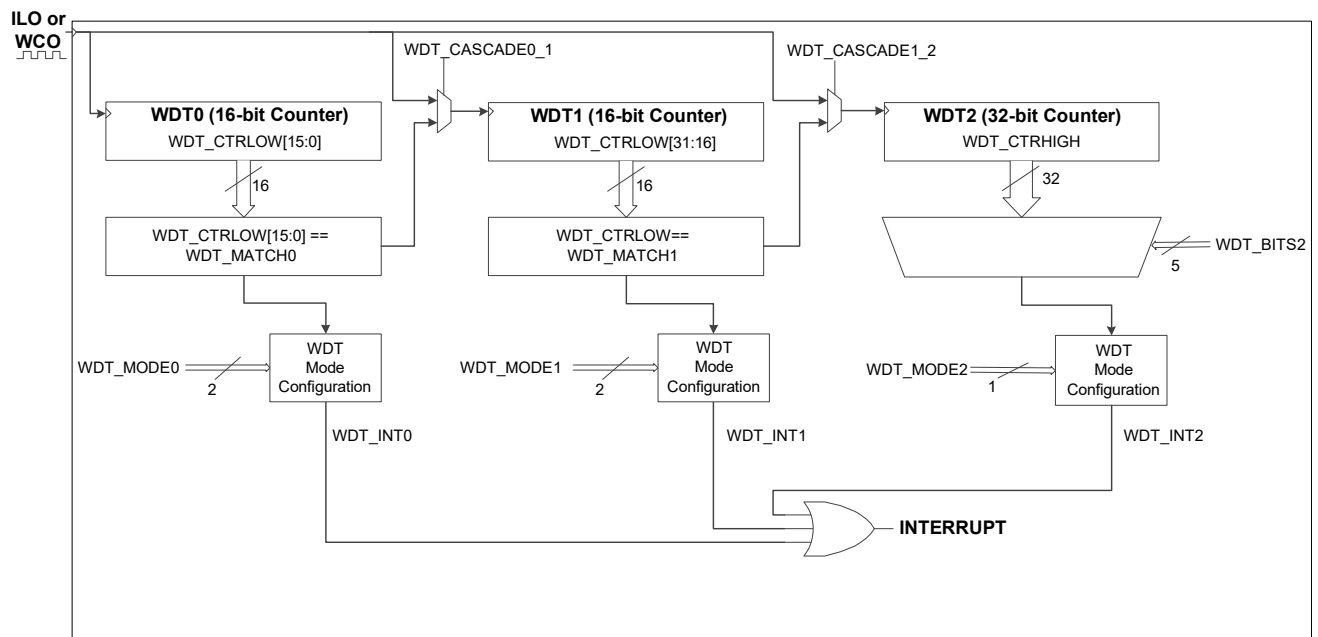 ILO or
WCO
WDT_CASCADE0_1
WDT_CASCADE1_2
WDT0 (16-bit Counter)
WDT_CTRLOW[15:0]
WDT1 (16-bit Counter)
WDT_CTRLOW[31:16]
WDT2 (32-bit Counter)
WDT_CTRHIGH
16
16
32
WDT_CTRLOW[15:0] ==
WDT_MATCH0
WDT_CTRLOW==
WDT_MATCH1
WDT_BITS2
5
WDT_MODE0
2
WDT
Mode
Configuration
WDT_MODE1
2
WDT
Mode
Configuration
WDT_MODE2
1
WDT
Mode
Configuration
WDT_INT0
WDT_INT1
WDT_INT2
INTERRUPT